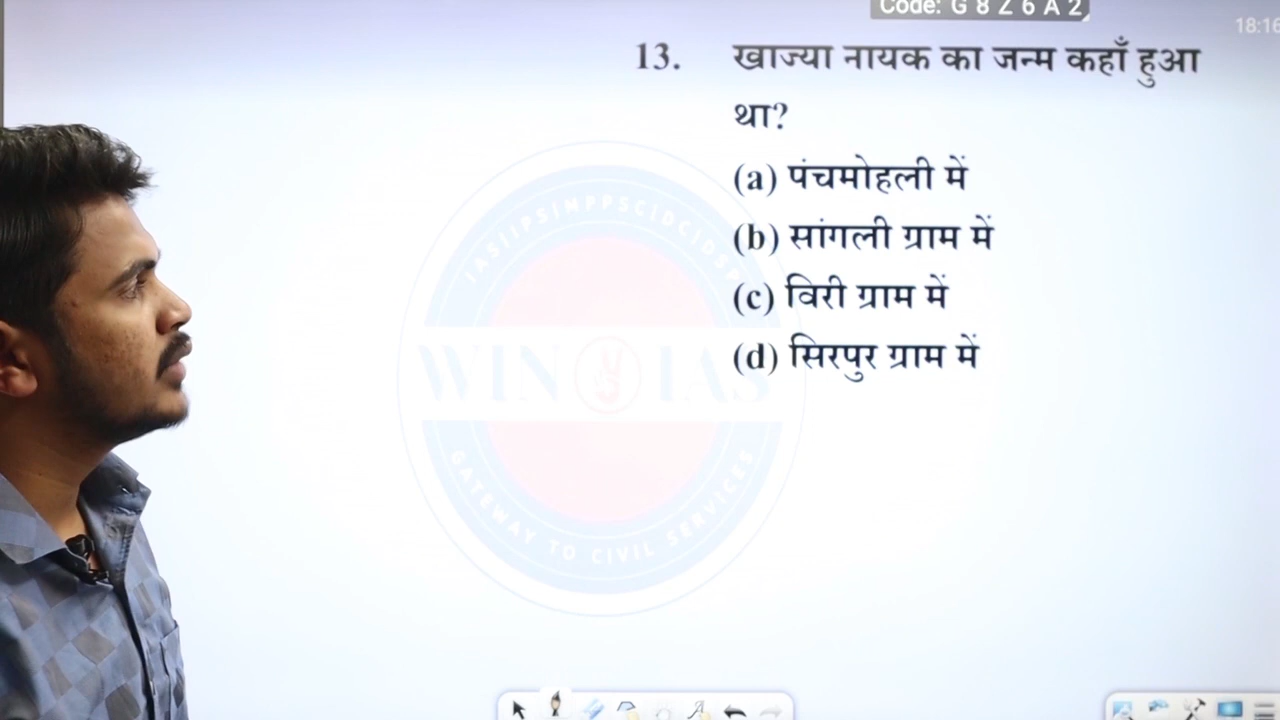 Code: G 8 Z 6 A 2
18:16
13. खाज्या नायक का जन्म कहाँ हुआ
था?
(a) पंचमोहली में
(b) सांगली ग्राम में
(c) विरी ग्राम में
(d) सिरपुर ग्राम में
WIN IAS
GATEWAY TO CIVIL SERVICES